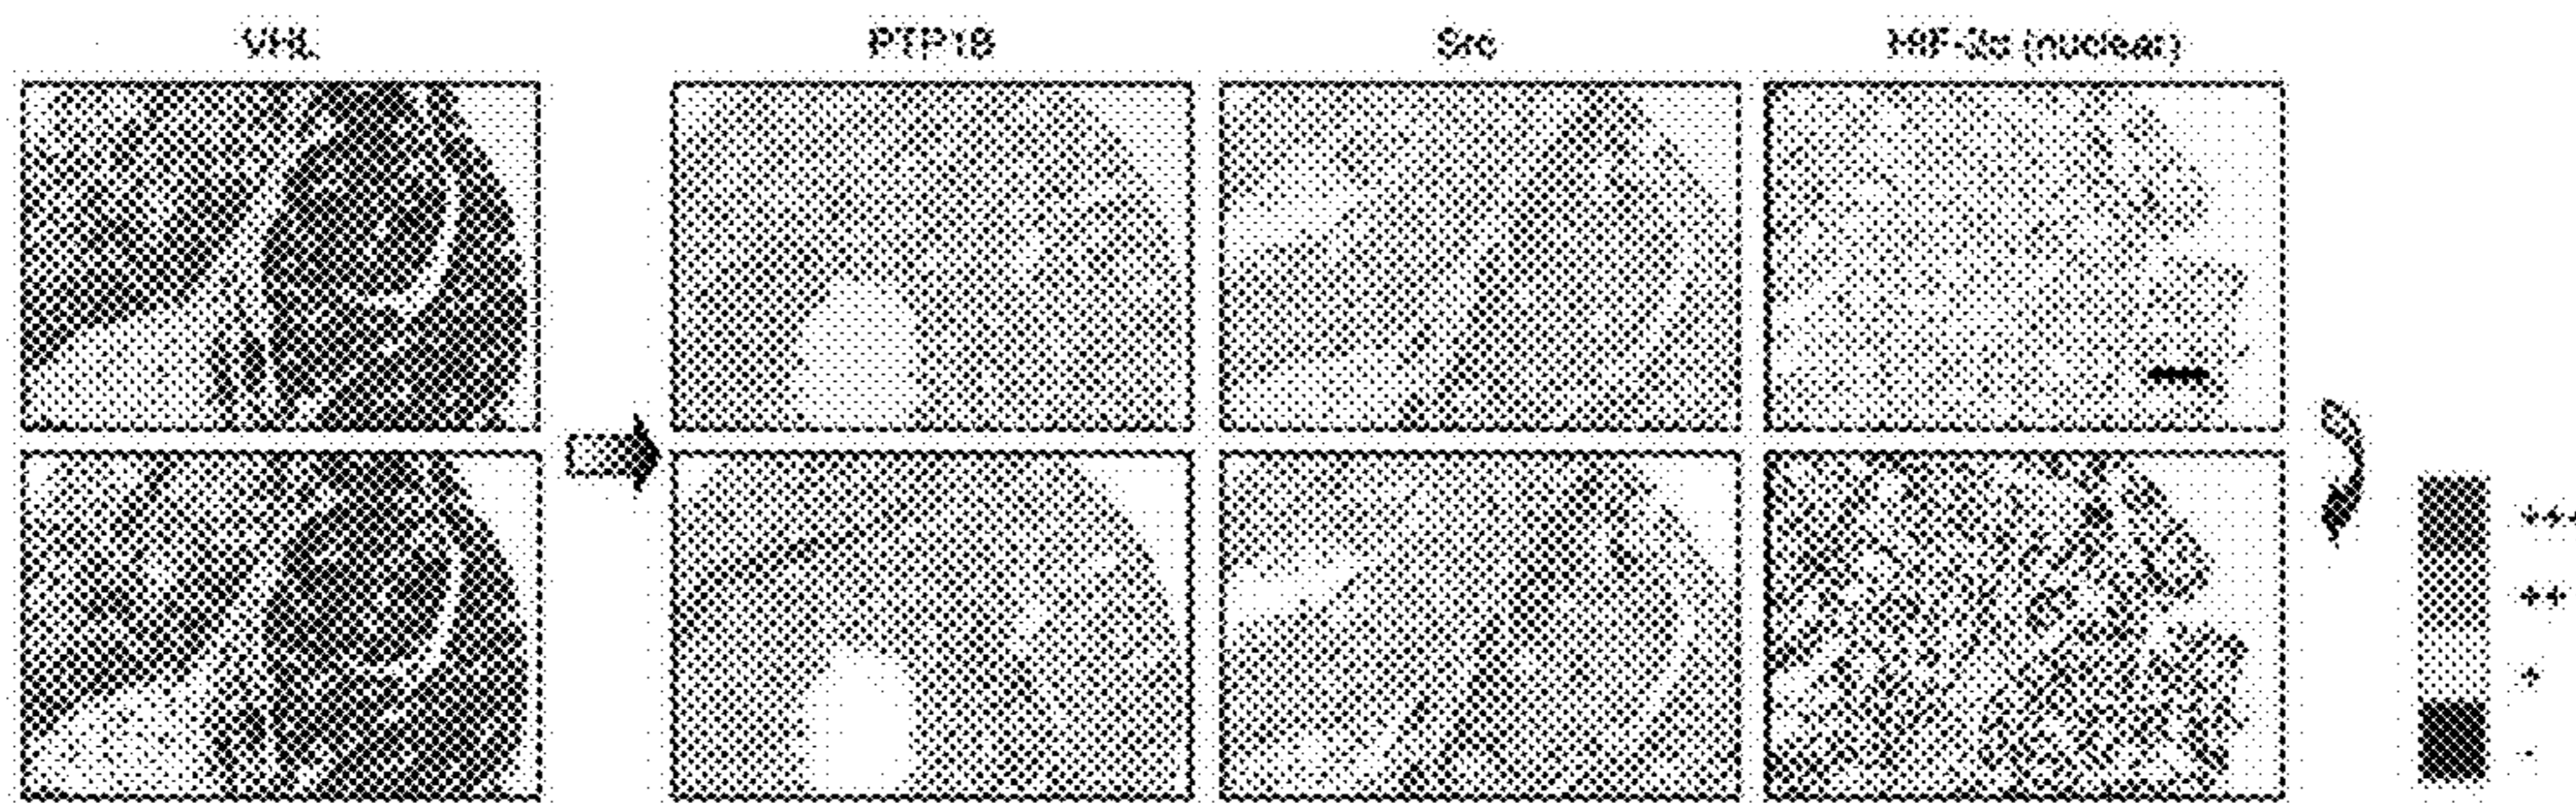 VHL
PTP1B
Src
HIF-2α (nuclear)
+++
++
+
-